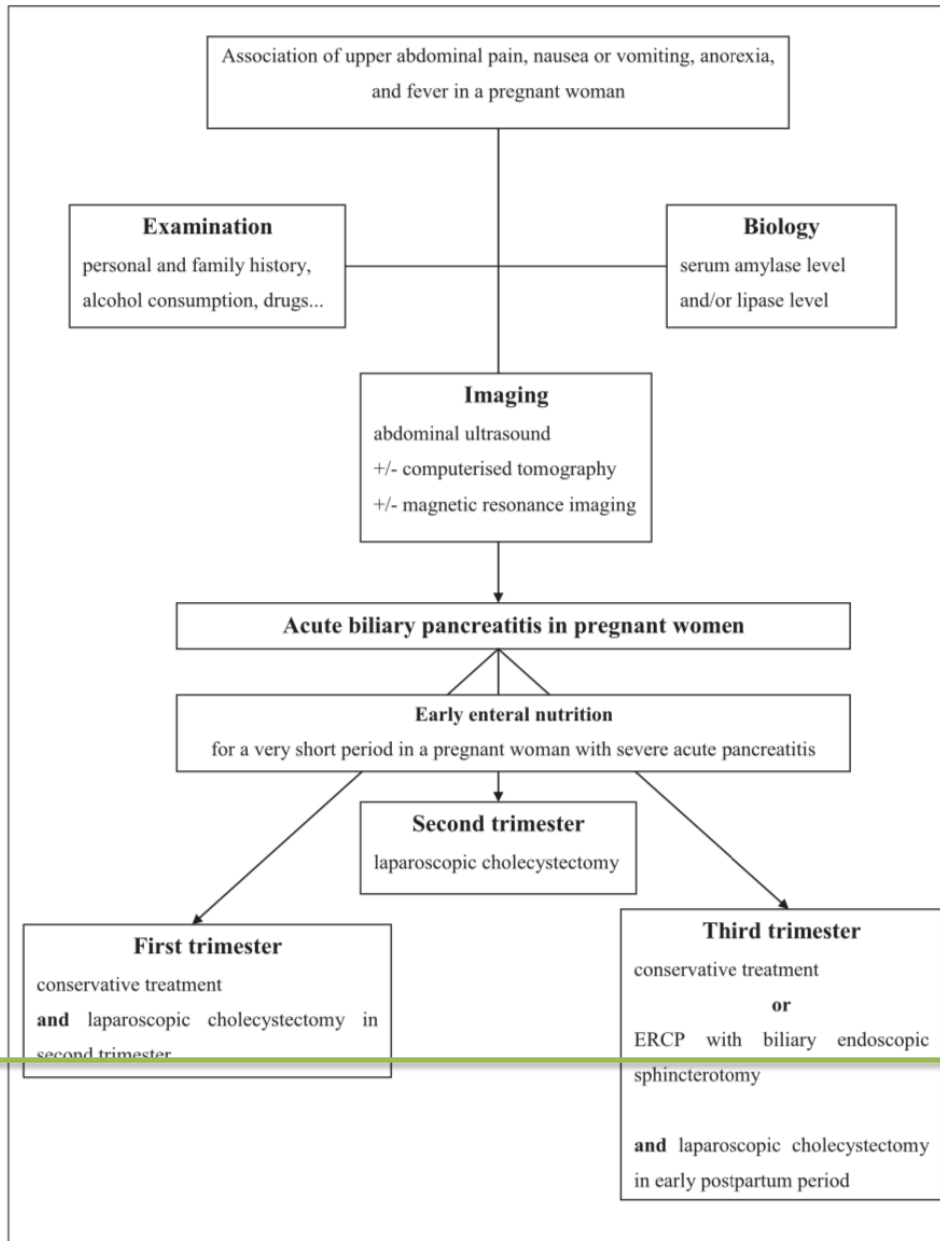 Association of upper abdominal pain, nausea or vomiting, anorexia,
and fever in a pregnant woman
Examination
personal and family history,
alcohol consumption, drugs...
Biology
serum amylase level
and/or lipase level
Imaging
abdominal ultrasound
+/- computerised tomography
+/- magnetic resonance imaging
Acute biliary pancreatitis in pregnant women
Early enteral nutrition
for a very short period in a pregnant woman with severe acute pancreatitis
Second trimester
laparoscopic cholecystectomy
First trimester
conservative treatment
and laparoscopic cholecystectomy in
second trimester
Third trimester
conservative treatment
or
ERCP with biliary endoscopic
sphincterotomy
and laparoscopic cholecystectomy
in early postpartum period